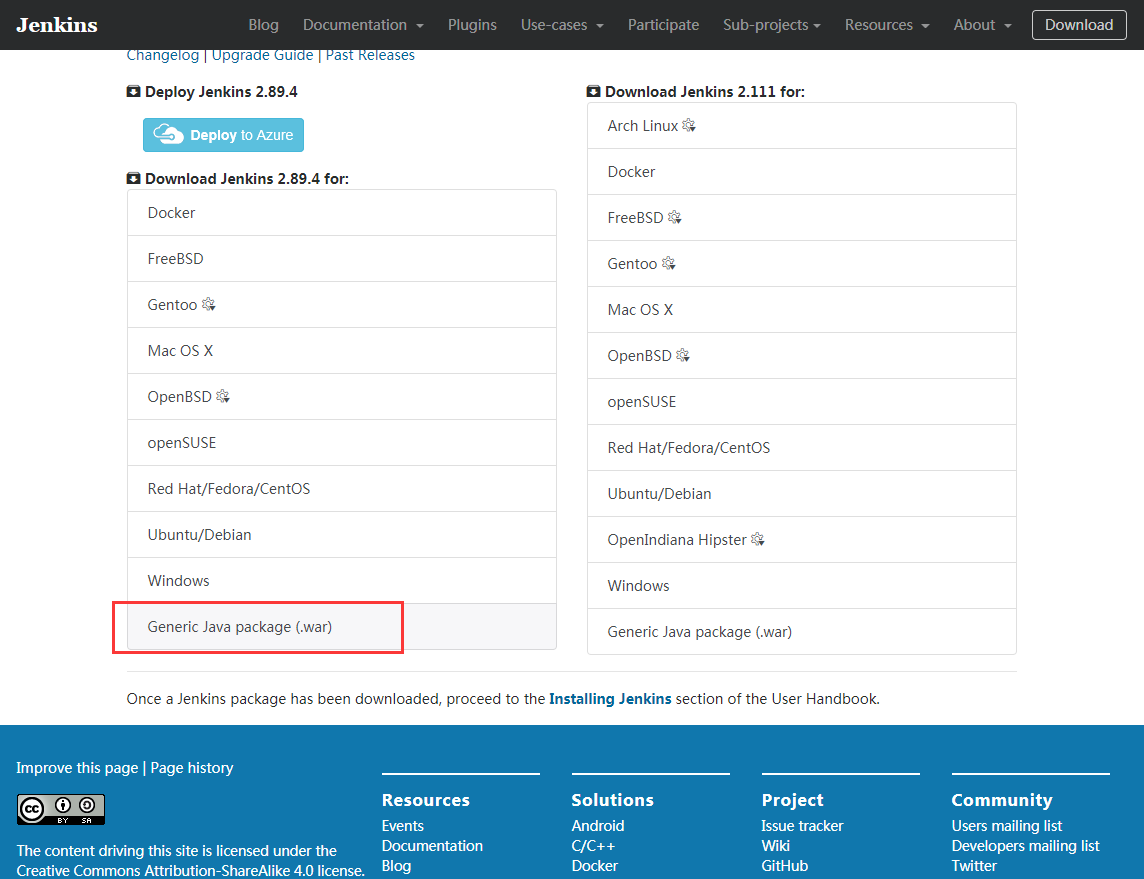 Jenkins Blog Documentation Plugins Use-cases Participate Sub-projects Resources About Download
Changelog | Upgrade Guide | Past Releases
Deploy Jenkins 2.89.4
Deploy to Azure
Download Jenkins 2.89.4 for:
Docker
FreeBSD
Gentoo
Mac OS X
OpenBSD
openSUSE
Red Hat/Fedora/CentOS
Ubuntu/Debian
Windows
Generic Java package (.war)
Download Jenkins 2.111 for:
Arch Linux
Docker
FreeBSD
Gentoo
Mac OS X
OpenBSD
openSUSE
Red Hat/Fedora/CentOS
Ubuntu/Debian
OpenIndiana Hipster
Windows
Generic Java package (.war)
Once a Jenkins package has been downloaded, proceed to the Installing Jenkins section of the User Handbook.
Improve this page | Page history
cc BY SA
The content driving this site is licensed under the
Creative Commons Attribution-ShareAlike 4.0 license.
Resources
Events
Documentation
Blog
Solutions
Android
C/C++
Docker
Project
Issue tracker
Wiki
GitHub
Community
Users mailing list
Developers mailing list
Twitter